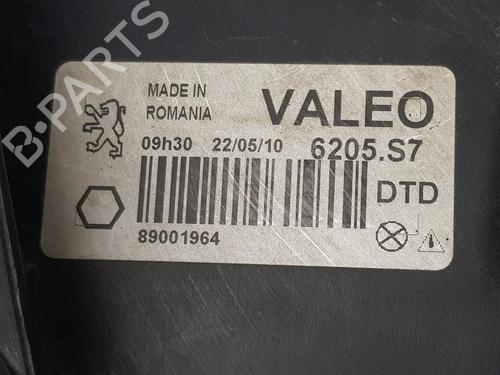 B-PARTS
MADE IN
ROMANIA
VALEO
09h30 22/05/10 6205.S7
DTD
89001964